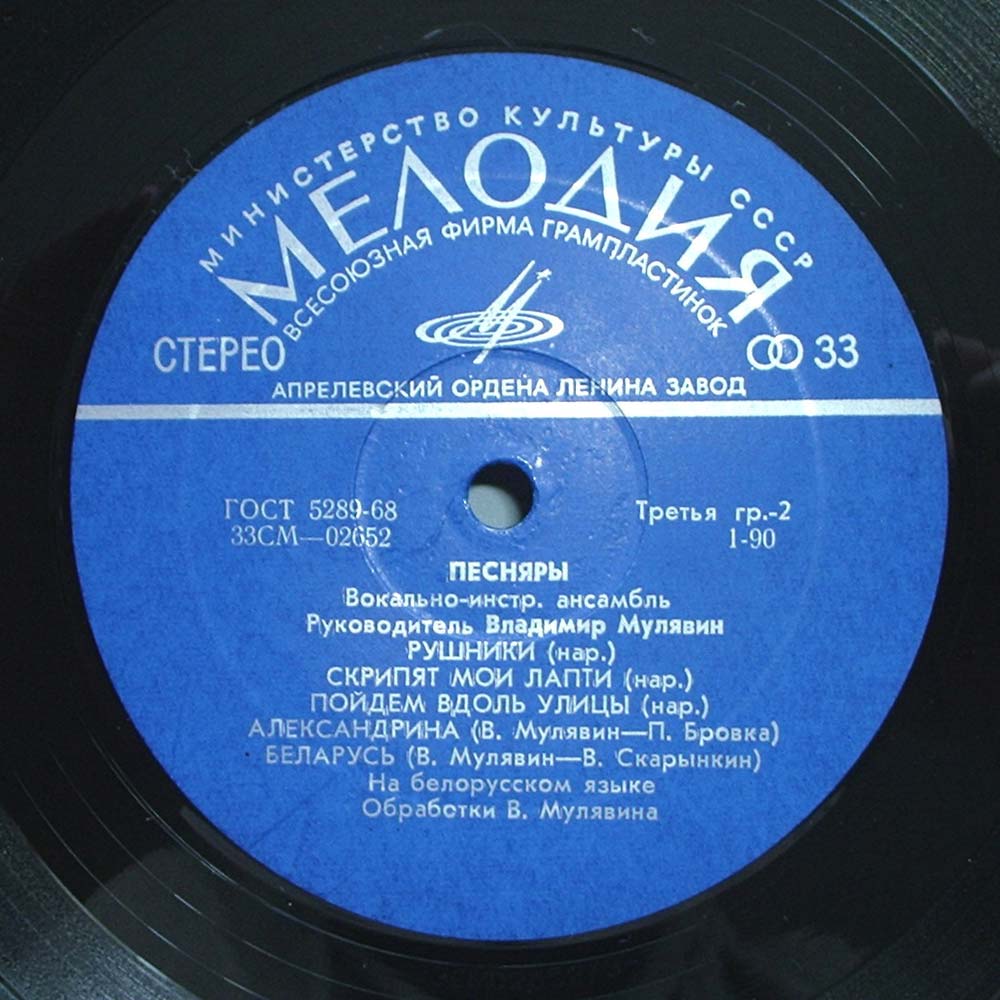 МИНИСТЕРСТВО КУЛЬТУРЫ СССР
МЕЛОДИЯ
ВСЕСОЮЗНАЯ ФИРМА ГРАМПЛАСТИНОК
СТЕРЕО
33
АПРЕЛЕВСКИЙ ОРДЕНА ЛЕНИНА ЗАВОД
ГОСТ 5289-68
33СМ—02652
Третья гр.-2
1-90
ПЕСНЯРЫ
Вокально-инстр. ансамбль
Руководитель Владимир Мулявин
РУШНИКИ (нар.)
СКРИПЯТ МОИ ЛАПТИ (нар.)
ПОЙДЕМ ВДОЛЬ УЛИЦЫ (нар.)
АЛЕКСАНДРИНА (В. Мулявин—П. Бровка)
БЕЛАРУСЬ (В. Мулявин—В. Скарынкин)
На белорусском языке
Обработки В. Мулявина